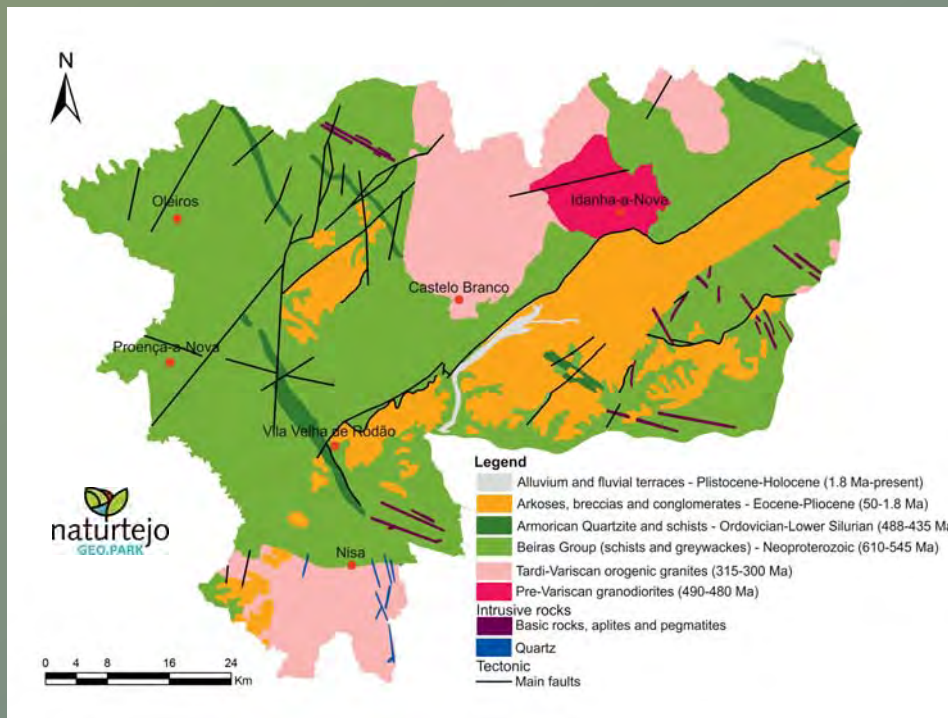 N
Oleiros
Idanha-a-Nova
Castelo Branco
Proença-a-Nova
Vila Velha de Rodão
Nisa
naturtejo
GEO.PARK
Legend
Alluvium and fluvial terraces - Plistocene-Holocene (1.8 Ma-present)
Arkoses, breccias and conglomerates - Eocene-Pliocene (50-1.8 Ma)
Armorican Quartzite and schists - Ordovician-Lower Silurian (488-435 Ma
Beiras Group (schists and greywackes) - Neoproterozoic (610-545 Ma)
Tardi-Variscan orogenic granites (315-300 Ma)
Pre-Variscan granodiorites (490-480 Ma)
Intrusive rocks
Basic rocks, aplites and pegmatites
Quartz
Tectonic
Main faults
0 4 8 16 24
Km